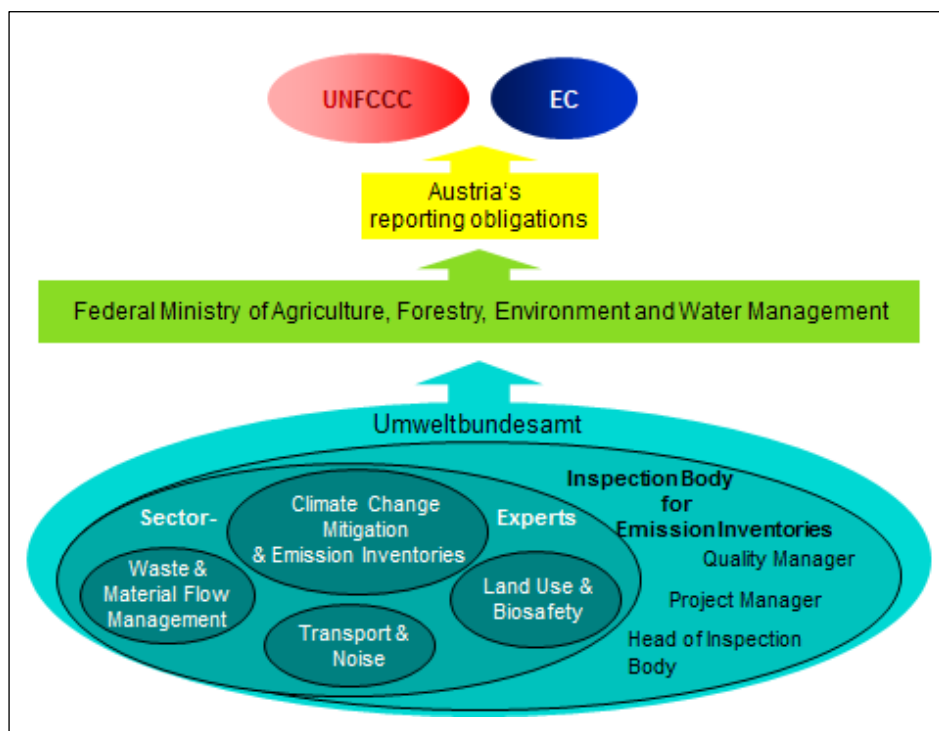 UNFCCC
EC
Austria‘s
reporting obligations
Federal Ministry of Agriculture, Forestry, Environment and Water Management
Umweltbundesamt
Inspection Body
for
Emission Inventories
Quality Manager
Project Manager
Head of Inspection
Body
Sector-
Experts
Climate Change
Mitigation
& Emission Inventories
Waste &
Material Flow
Management
Land Use &
Biosafety
Transport &
Noise